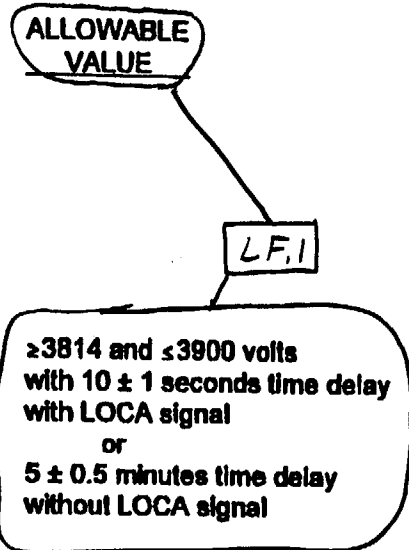 ALLOWABLE
VALUE
LF.1
≥3814 and ≤3900 volts
with 10 ± 1 seconds time delay
with LOCA signal
or
5 ± 0.5 minutes time delay
without LOCA signal